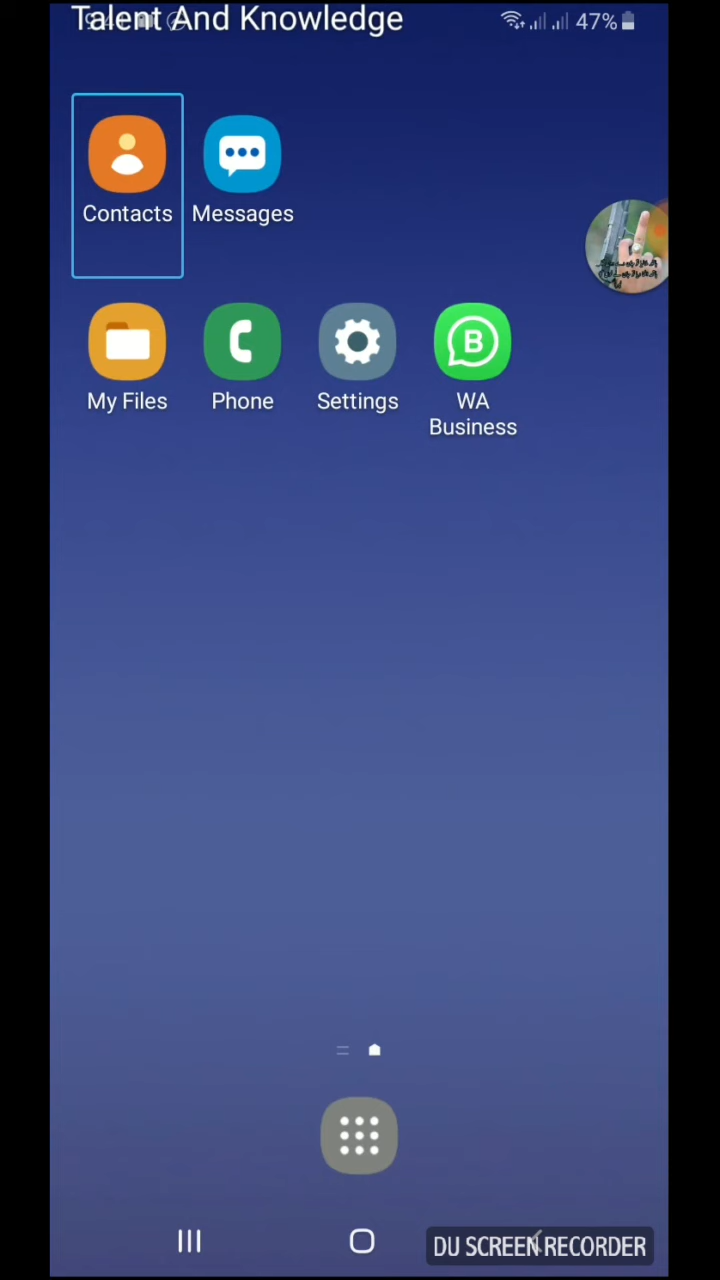 Talent And Knowledge
47%
Contacts
Messages
My Files
Phone
Settings
B
WA
Business
DU SCREEN RECORDER